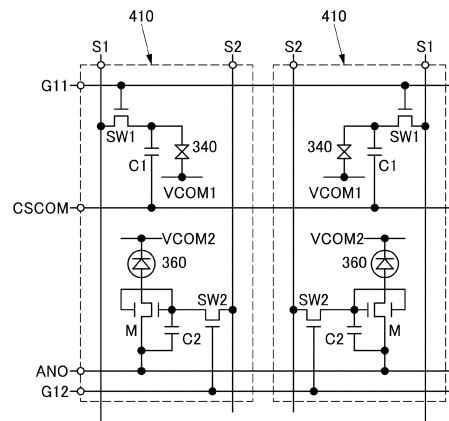 410 410
S1 S2 S2 S1
G11
SW1 SW1
340 340
C1 C1
VCOM1 VCOM1
CSCOM
VCOM2 VCOM2
360 360
SW2 SW2
M C2 C2 M
ANO
G12